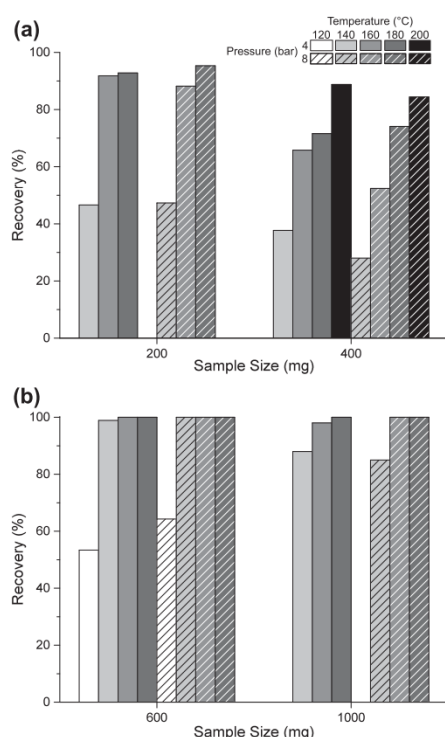 (a)
Temperature (°C)
120 140 160 180 200
Pressure (bar) 4
8
100
80
60
40
20
0
Recovery (%)
200 400
Sample Size (mg)
(b)
100
80
60
40
20
0
Recovery (%)
600 1000
Sample Size (mg)